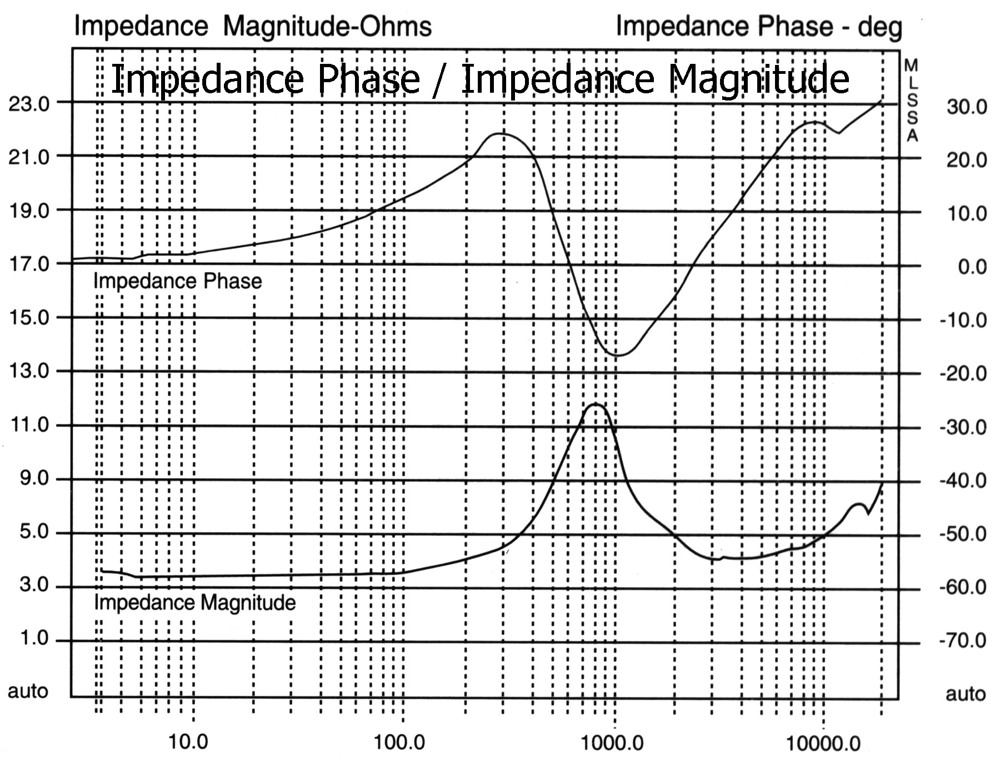 Impedance Magnitude-Ohms Impedance Phase - deg
Impedance Phase / Impedance Magnitude
M
L
S
S
A
23.0 30.0
21.0 20.0
19.0 10.0
17.0 0.0
Impedance Phase
15.0 -10.0
13.0 -20.0
11.0 -30.0
9.0 -40.0
5.0 -50.0
3.0 -60.0
Impedance Magnitude
1.0 -70.0
auto auto
10.0 100.0 1000.0 10000.0